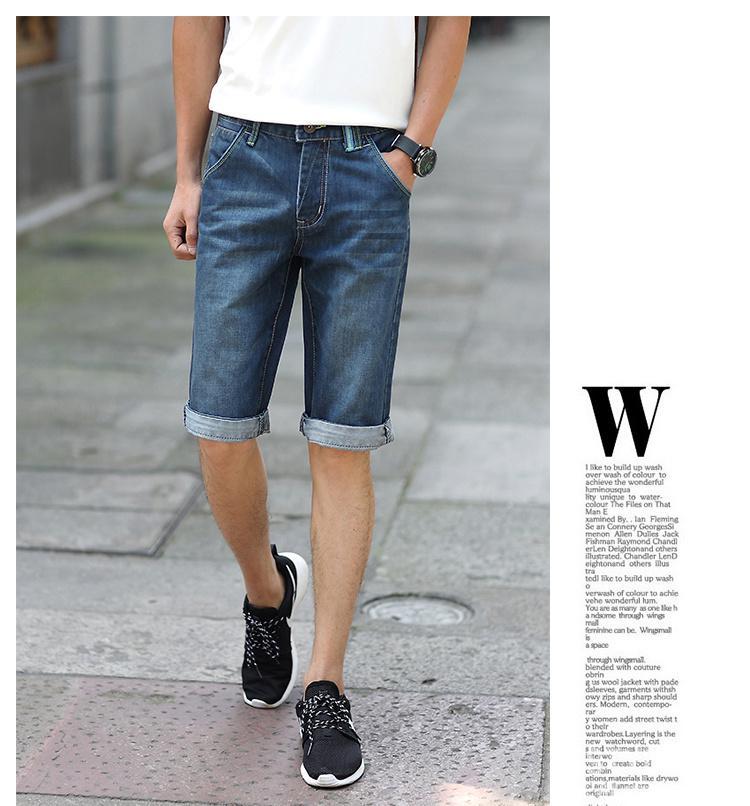 W
I like to build up wash
over wash of colour to
achieve the wonderful
luminousqua
lity unique to water-
colour The Files on That
Man E
xamined By. . Ian Fleming
Se an Connery GeorgesSi
menon Allen Dulles Jack
Fishman Raymond Chandl
erLen Deightonand others
illustrated. Chandler LenD
eightonand others illus
tra
tedl like to build up wash
o
verwash of colour to achie
vehe wonderful lum.
You are as many as one like h
a ndsome through wings
mall
feminine can be. Wingsmall
is
a space
through wingsmall.
blended with couture
obrin
g us wool jacket with pade
dsleeves, garments withsh
owy zips and sharp should
ers. Modern, contempo-
rar
y women add street twist t
o their
wardrobes.Layering is the
new watchword, cut
s and volumes are
interwo
ven to create bold
contain
ations,materials like drywo
ol and flannel are
originall